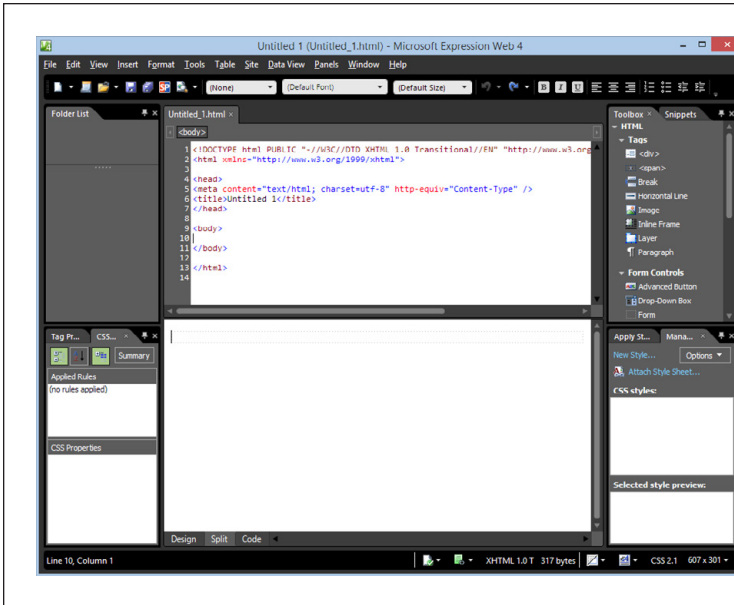 Untitled 1 (Untitled_1.html) - Microsoft Expression Web 4
File Edit View Insert Format Tools Table Site Data View Panels Window Help
(None) (Default Font) (Default Size) B I U
Folder List
Untitled_1.html
<body>
1 <!DOCTYPE html PUBLIC "-//W3C//DTD XHTML 1.0 Transitional//EN" "http://www.w3.org
2 <html xmlns="http://www.w3.org/1999/xhtml">
3
4 <head>
5 <meta content="text/html; charset=utf-8" http-equiv="Content-Type" />
6 <title>Untitled 1</title>
7 </head>
8
9 <body>
10
11 </body>
12
13 </html>
14
Toolbox Snippets
HTML
Tags
<div>
<span>
Break
Horizontal Line
Image
Inline Frame
Layer
Paragraph
Form Controls
Advanced Button
Drop-Down Box
Form
Tag Pr... CSS...
Summary
Applied Rules
(no rules applied)
CSS Properties
Apply St... Mana...
New Style... Options
Attach Style Sheet...
CSS styles:
Selected style preview:
Design Split Code
Line 10, Column 1
XHTML 1.0 T 317 bytes CSS 2.1 607 x 301